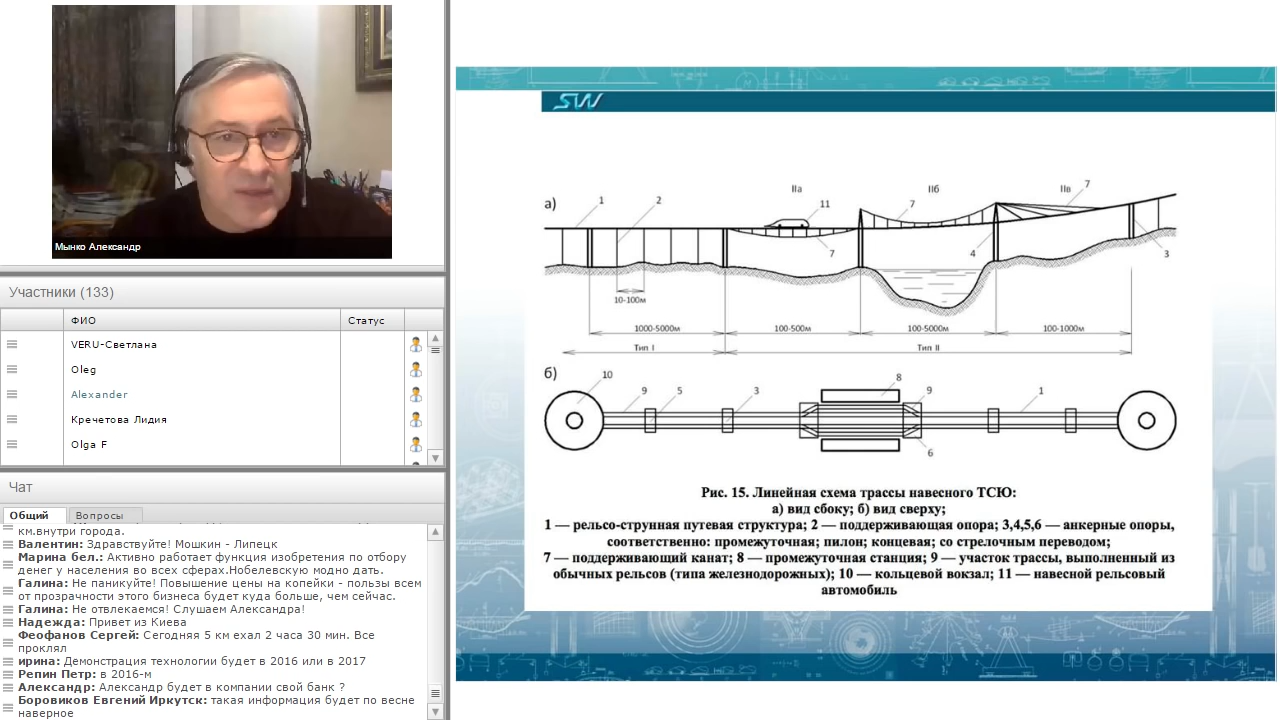 Мынко Александр
Участники (133)
ФИО
Статус
VERU-Светлана
Oleg
Alexander
Кречетова Лидия
Olga F
Чат
Общий
Вопросы
км.внутри города.
Валентин: Здравствуйте! Мошкин - Липецк
Марина бел.: Активно работает функция изобретения по отбору
денег у населения во всех сферах.Нобелевскую модно дать.
Галина: Не паникуйте! Повышение цены на копейки - пользы всем
от прозрачности этого бизнеса будет куда больше, чем сейчас.
Галина: Не отвлекаемся! Слушаем Александра!
Надежда: Привет из Киева
Феофанов Сергей: Сегодня 5 км ехал 2 часа 30 мин. Все
проклял
ирина: Демонстрация технологии будет в 2016 или в 2017
Репин Петр: в 2016-м
Александр: Александр будет в компании свой банк ?
Боровиков Евгений Иркутск: такая информация будет по весне
наверное
SW
IIа
IIб
IIв
7
а)
1
2
11
7
7
4
3
10-100м
1000-5000м
100-500м
100-5000м
100-1000м
Тип I
Тип II
б)
10
9
5
3
8
9
1
6
Рис. 15. Линейная схема трассы навесного ТСЮ:
а) вид сбоку; б) вид сверху;
1 — рельсо-струнная путевая структура; 2 — поддерживающая опора; 3,4,5,6 — анкерные опоры,
соответственно: промежуточная; пилон; концевая; со стрелочным переводом;
7 — поддерживающий канат; 8 — промежуточная станция; 9 — участок трассы, выполненный из
обычных рельсов (типа железнодорожных); 10 — кольцевой вокзал; 11 — навесной рельсовый
автомобиль